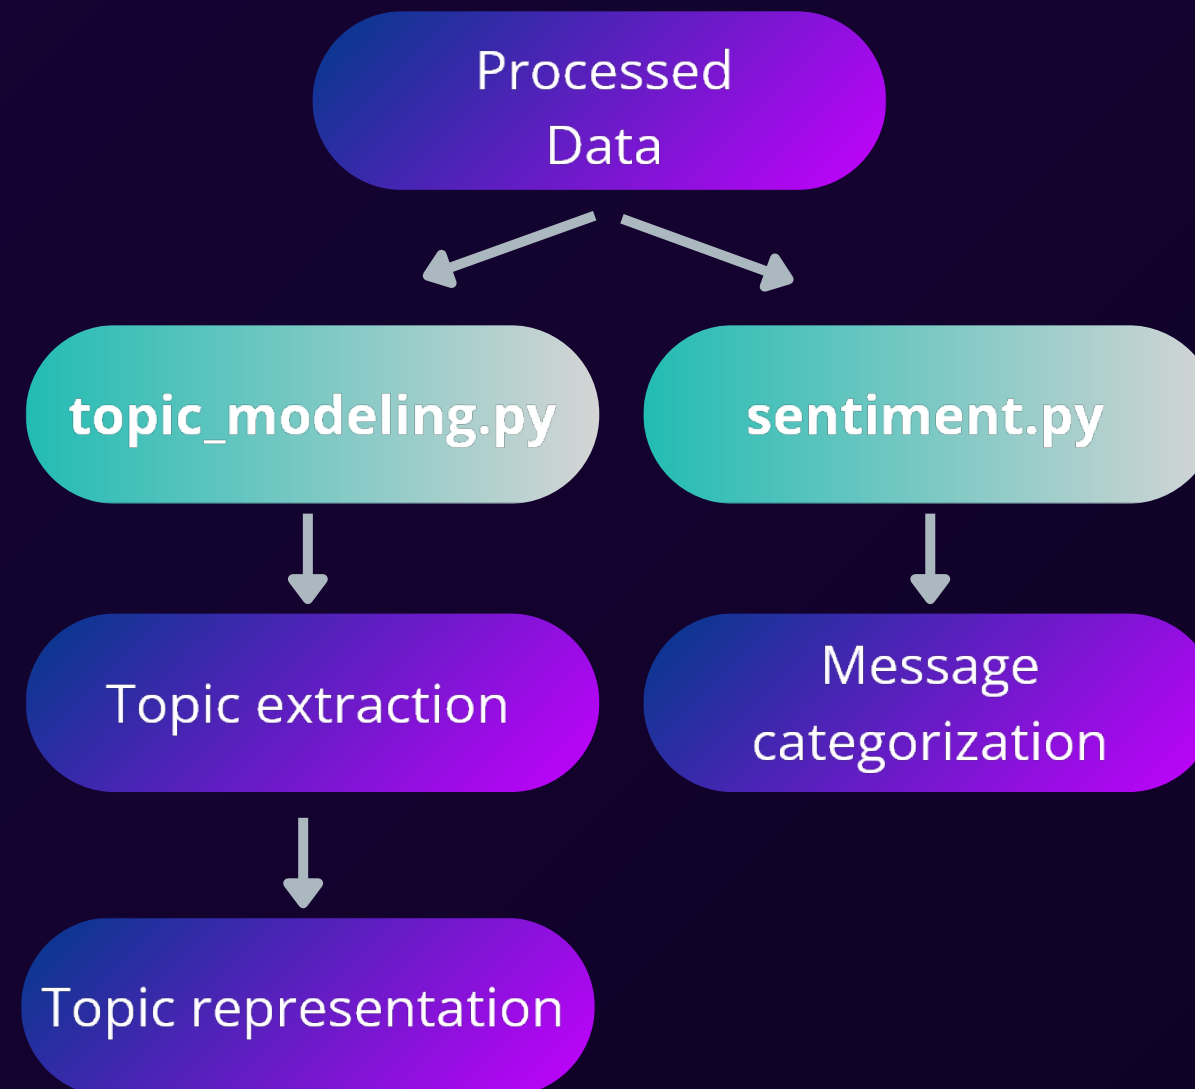 Processed
Data
topic_modeling.py
sentiment.py
Topic extraction
Message
categorization
Topic representation